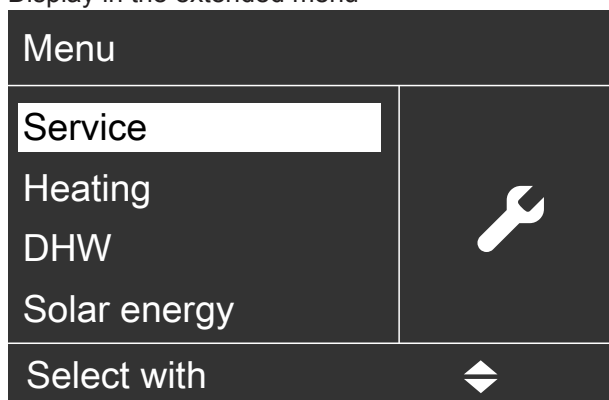 Display in the extended menu
Menu
Service
Heating
DHW
Solar energy
Select with